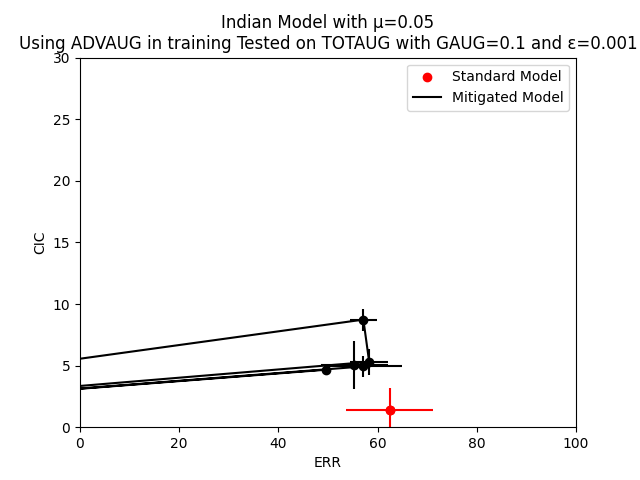 Indian Model with μ=0.05
Using ADVAUG in training Tested on TOTAUG with GAUG=0.1 and ε=0.001
Standard Model
Mitigated Model
30
25
20
15
10
5
0
CIC
0 20 40 60 80 100
ERR